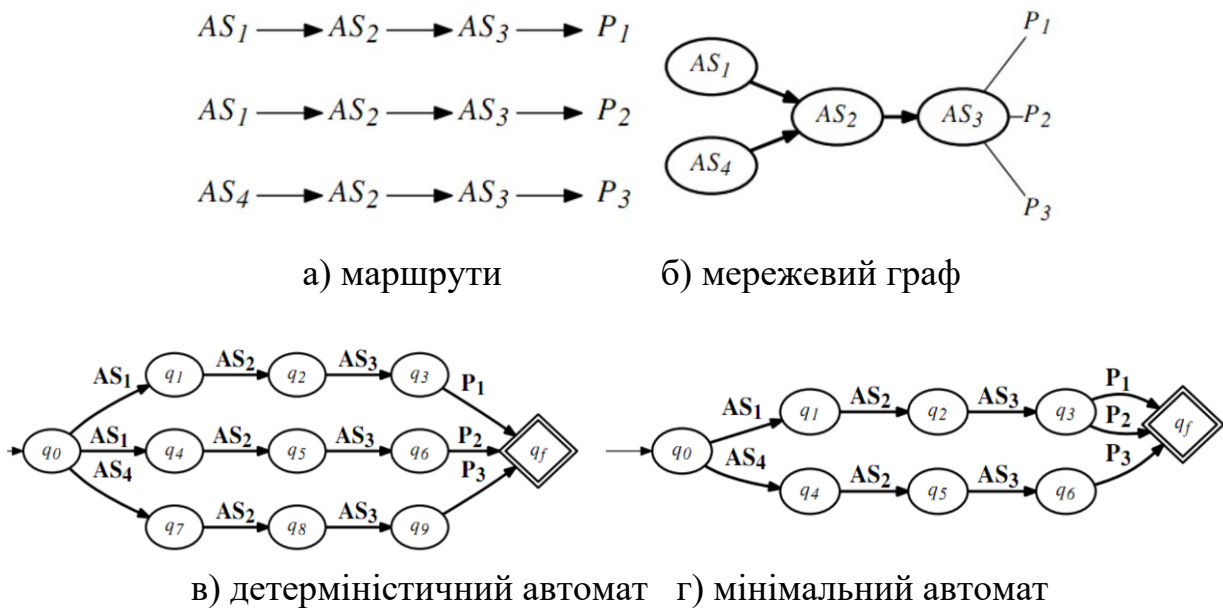 AS₁ AS₂ AS₃ P₁
AS₁ AS₂ AS₃ P₂
AS₄ AS₂ AS₃ P₃
AS₁ AS₂ AS₃ AS₄ P₁ P₂ P₃
а) маршрути
б) мережевий граф
AS₁ q₁ AS₂ q₂ AS₃ q₃ P₁
q₀ AS₁ q₄ AS₂ q₅ AS₃ q₆ P₂ q_f
AS₄ q₇ AS₂ q₈ AS₃ q₉ P₃
в) детерміністичний автомат
AS₁ q₁ AS₂ q₂ AS₃ q₃ P₁ P₂
q₀ q_f
AS₄ q₄ AS₂ q₅ AS₃ q₆ P₃
г) мінімальний автомат